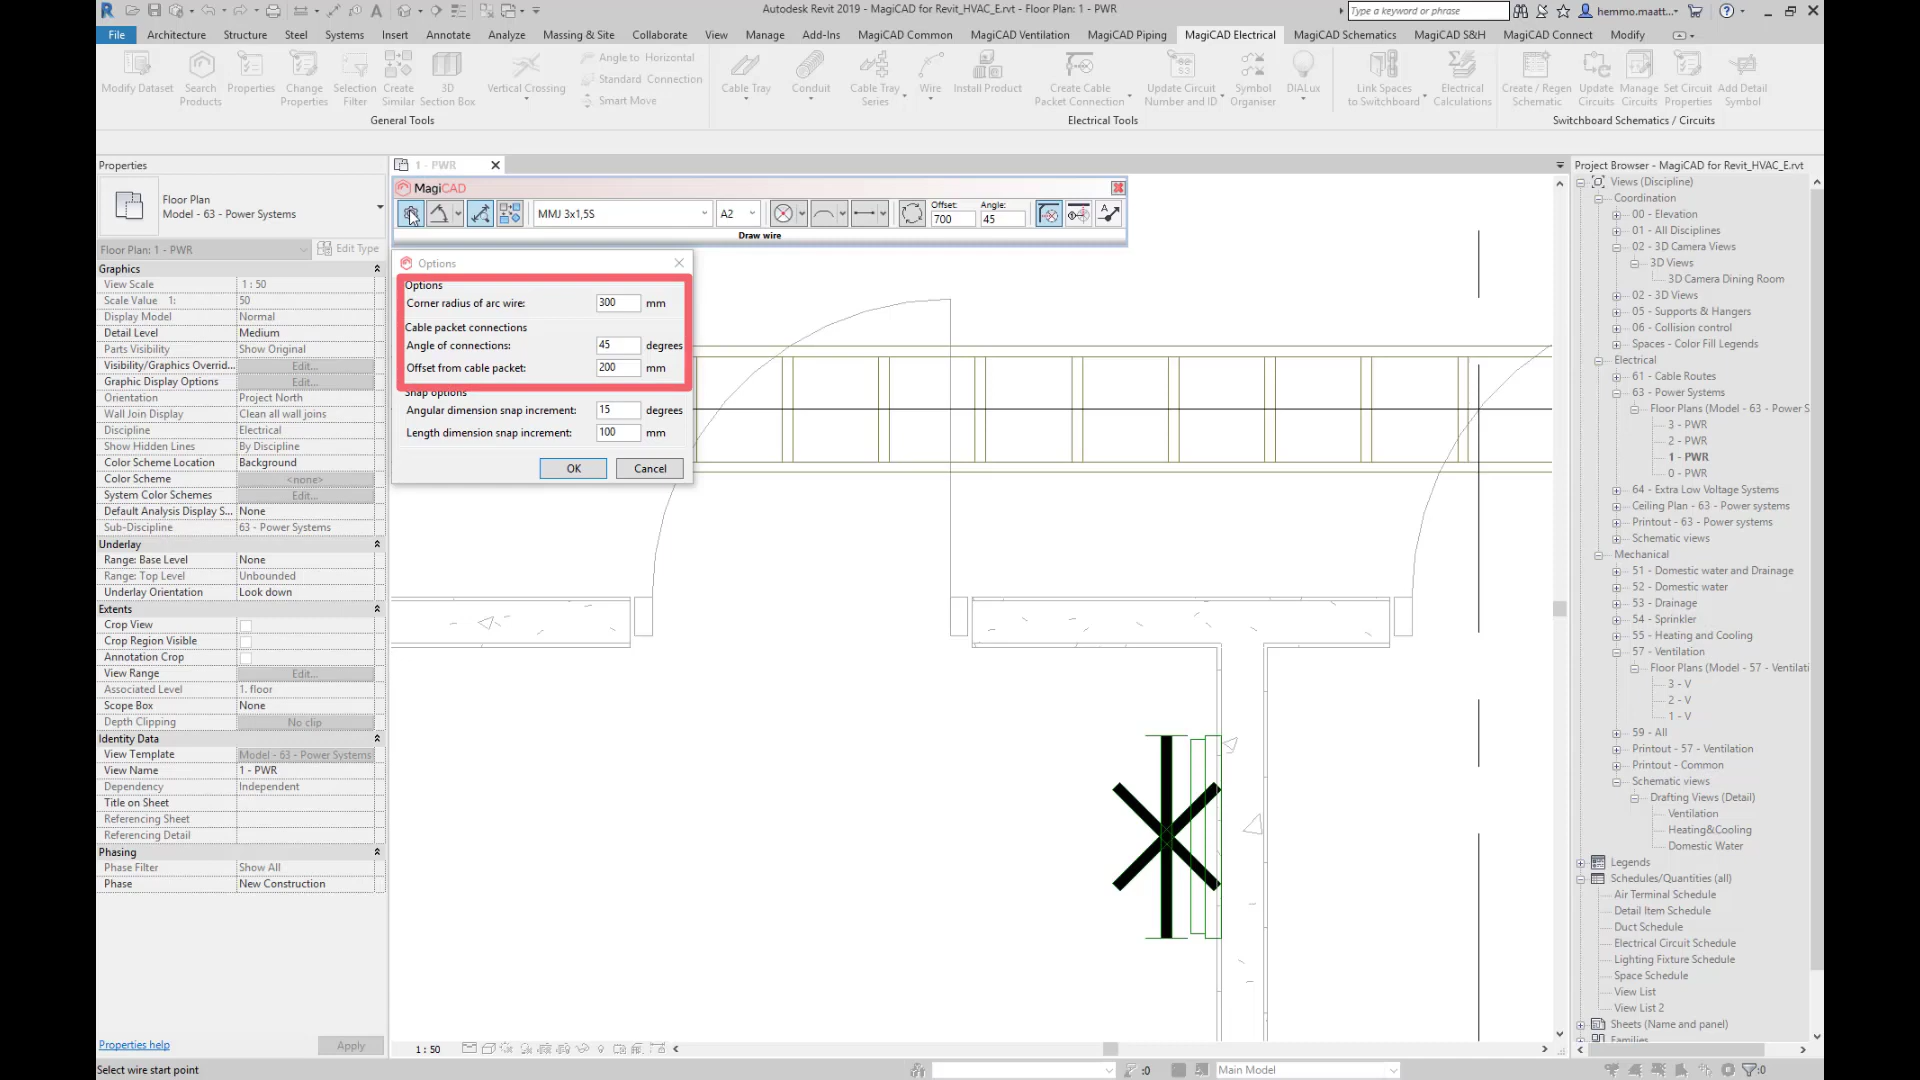 Autodesk Revit 2019 - MagiCAD for Revit_HVAC_E.rvt - Floor Plan: 1 - PWR
Type a keyword or phrase
hemmo.maatt...
File Architecture Structure Steel Systems Insert Annotate Analyze Massing & Site Collaborate View Manage Add-Ins MagiCAD Common MagiCAD Ventilation MagiCAD Piping MagiCAD Electrical MagiCAD Schematics MagiCAD S&H MagiCAD Connect Modify
Modify Dataset
Search Products
Properties
Change Properties
Selection Filter
Create Similar
3D Section Box
Vertical Crossing
Angle to Horizontal
Standard Connection
Smart Move
Cable Tray
Conduit
Cable Tray Series
Wire
Install Product
Create Cable Packet Connection
Update Circuit Number and ID
Symbol Organiser
DIALux
Link Spaces to Switchboard
Electrical Calculations
Create / Regen Schematic
Update Circuits
Manage Circuits
Set Circuit Properties
Add Detail Symbol
General Tools
Electrical Tools
Switchboard Schematics / Circuits
Properties
Floor Plan
Model - 63 - Power Systems
Floor Plan: 1 - PWR
Edit Type
Graphics
View Scale 1 : 50
Scale Value 1: 50
Display Model Normal
Detail Level Medium
Parts Visibility Show Original
Visibility/Graphics Overrid... Edit...
Graphic Display Options Edit...
Orientation Project North
Wall Join Display Clean all wall joins
Discipline Electrical
Show Hidden Lines By Discipline
Color Scheme Location Background
Color Scheme <none>
System Color Schemes Edit...
Default Analysis Display S... None
Sub-Discipline 63 - Power Systems
Underlay
Range: Base Level None
Range: Top Level Unbounded
Underlay Orientation Look down
Extents
Crop View
Crop Region Visible
Annotation Crop
View Range Edit...
Associated Level 1. floor
Scope Box None
Depth Clipping No clip
Identity Data
View Template Model - 63 - Power Systems
View Name 1 - PWR
Dependency Independent
Title on Sheet
Referencing Sheet
Referencing Detail
Phasing
Phase Filter Show All
Phase New Construction
Properties help
Apply
Select wire start point
1 - PWR
MagiCAD
MMJ 3x1,5S
A2
Offset: 700
Angle: 45
Draw wire
Options
Options
Corner radius of arc wire: 300 mm
Cable packet connections
Angle of connections: 45 degrees
Offset from cable packet: 200 mm
Snap options
Angular dimension snap increment: 15 degrees
Length dimension snap increment: 100 mm
OK
Cancel
1 : 50
:0
Main Model
:0
Project Browser - MagiCAD for Revit_HVAC_E.rvt
Views (Discipline)
Coordination
00 - Elevation
01 - All Disciplines
02 - 3D Camera Views
3D Views
3D Camera Dining Room
02 - 3D Views
05 - Supports & Hangers
06 - Collision control
Spaces - Color Fill Legends
Electrical
61 - Cable Routes
63 - Power Systems
Floor Plans (Model - 63 - Power S
3 - PWR
2 - PWR
1 - PWR
0 - PWR
64 - Extra Low Voltage Systems
Ceiling Plan - 63 - Power systems
Printout - 63 - Power systems
Schematic views
Mechanical
51 - Domestic water and Drainage
52 - Domestic water
53 - Drainage
54 - Sprinkler
55 - Heating and Cooling
57 - Ventilation
Floor Plans (Model - 57 - Ventilati
3 - V
2 - V
1 - V
59 - All
Printout - 57 - Ventilation
Printout - Common
Schematic views
Drafting Views (Detail)
Ventilation
Heating&Cooling
Domestic Water
Legends
Schedules/Quantities (all)
Air Terminal Schedule
Detail Item Schedule
Duct Schedule
Electrical Circuit Schedule
Lighting Fixture Schedule
Space Schedule
View List
View List 2
Sheets (Name and panel)
Families